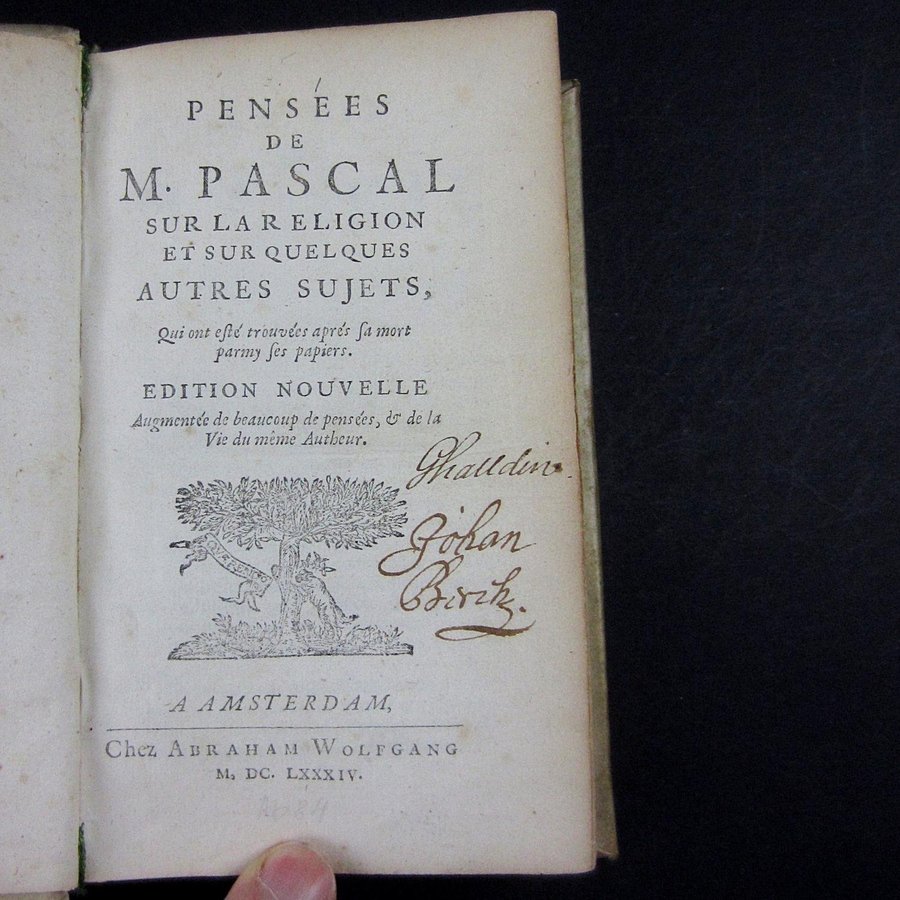 PENSÉES
DE
M. PASCAL
SUR LA RELIGION
ET SUR QUELQUES
AUTRES SUJETS,
Qui ont esté trouvées aprés sa mort
parmy ses papiers.
EDITION NOUVELLE
Augmentée de beaucoup de pensées, & de la
Vie du même Autheur.
QUÆRENDO
Johan
A AMSTERDAM,
Chez ABRAHAM WOLFGANG
M. DC. LXXXIV.
1684